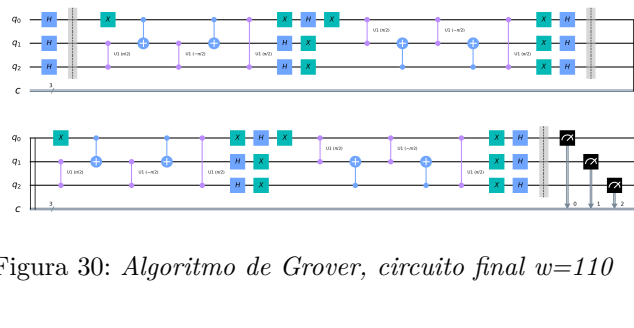 q0 H X H X X H
U1 (π/2) U1 (π/2)
U1 (−π/2)
q1 H H X X
U1 (π/2) U1 (−π/2) U1 (π/2) U1 (π/2)
q2 H H X X H
3
c
q0 X X H X X H
U1 (π/2) U1 (−π/2)
q1 H X X
U1 (π/2) U1 (−π/2) U1 (π/2) U1 (π/2)
q2 H X X
3 0 1 2
c
Figura 30: Algoritmo de Grover, circuito final w=110